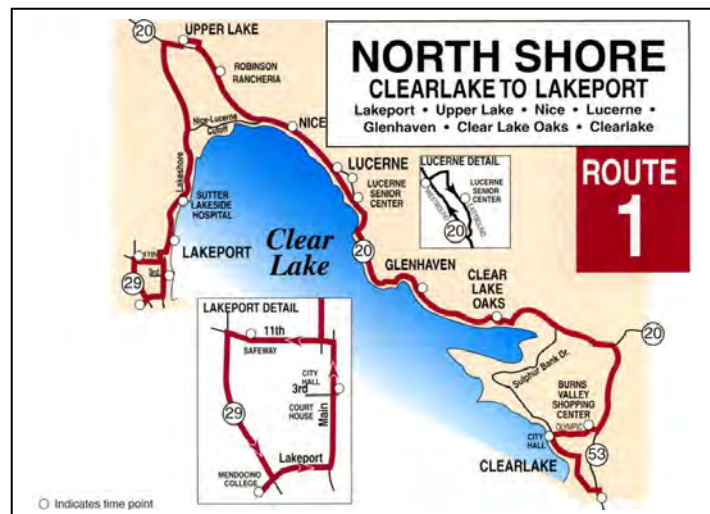 NORTH SHORE
CLEARLAKE TO LAKEPORT
Lakeport • Upper Lake • Nice • Lucerne •
Glenhaven • Clear Lake Oaks • Clearlake
ROUTE
1
20
UPPER LAKE
ROBINSON
RANCHERIA
Nice-Lucerne
Cutoff
NICE
Lakeshore
LUCERNE
LUCERNE
SENIOR
CENTER
LUCERNE DETAIL
LUCERNE
SENIOR
CENTER
WESTBOUND
EASTBOUND
20
SUTTER
LAKESIDE
HOSPITAL
LAKEPORT
11th
3rd
29
Clear
Lake
20
GLENHAVEN
CLEAR
LAKE
OAKS
20
Sulphur Bank Dr.
BURNS
VALLEY
SHOPPING
CENTER
OLYMPIC
CITY
HALL
CLEARLAKE
53
LAKEPORT DETAIL
11th
SAFEWAY
CITY
HALL
3rd
COURT
HOUSE
Main
29
Lakeport
MENDOCINO
COLLEGE
Indicates time point